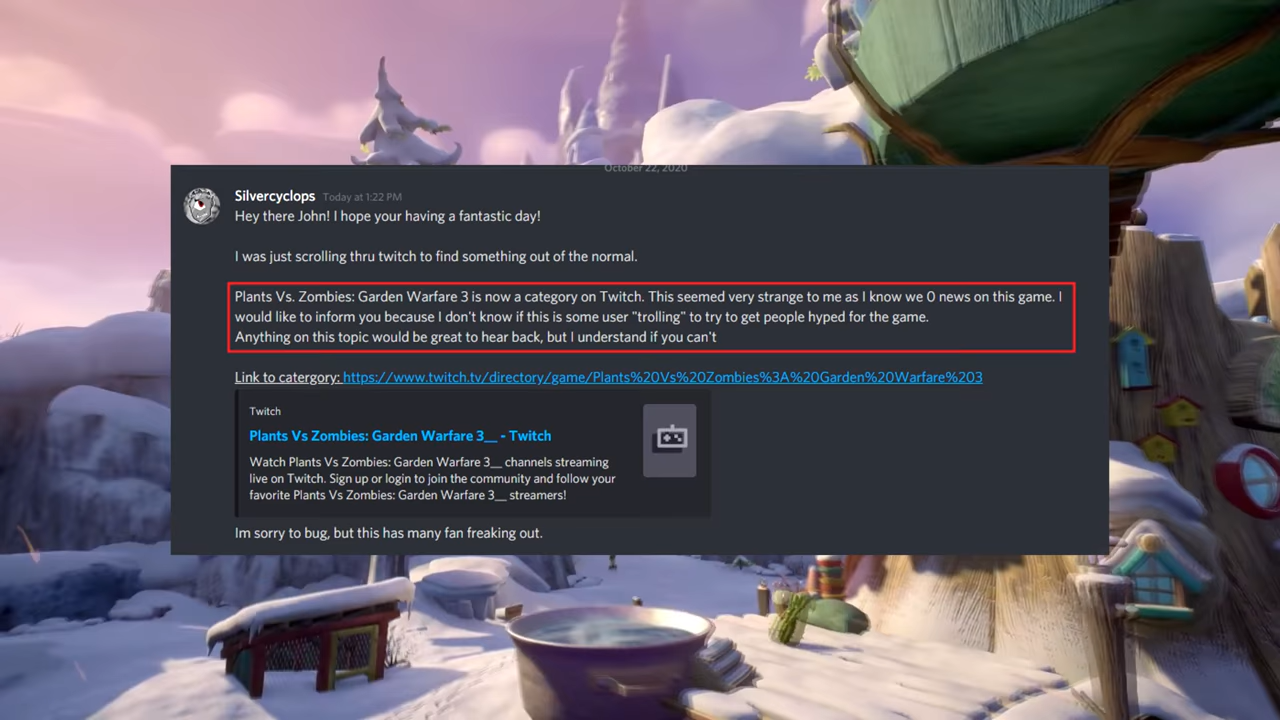 October 22, 2020
Silvercyclops Today at 1:22 PM
Hey there John! I hope your having a fantastic day!
I was just scrolling thru twitch to find something out of the normal.
Plants Vs. Zombies: Garden Warfare 3 is now a category on Twitch. This seemed very strange to me as I know we 0 news on this game. I
would like to inform you because I don't know if this is some user "trolling" to try to get people hyped for the game.
Anything on this topic would be great to hear back, but I understand if you can't
Link to catergory: https://www.twitch.tv/directory/game/Plants%20Vs%20Zombies%3A%20Garden%20Warfare%203
Twitch
Plants Vs Zombies: Garden Warfare 3__ - Twitch
Watch Plants Vs Zombies: Garden Warfare 3__ channels streaming
live on Twitch. Sign up or login to join the community and follow your
favorite Plants Vs Zombies: Garden Warfare 3__ streamers!
Im sorry to bug, but this has many fan freaking out.